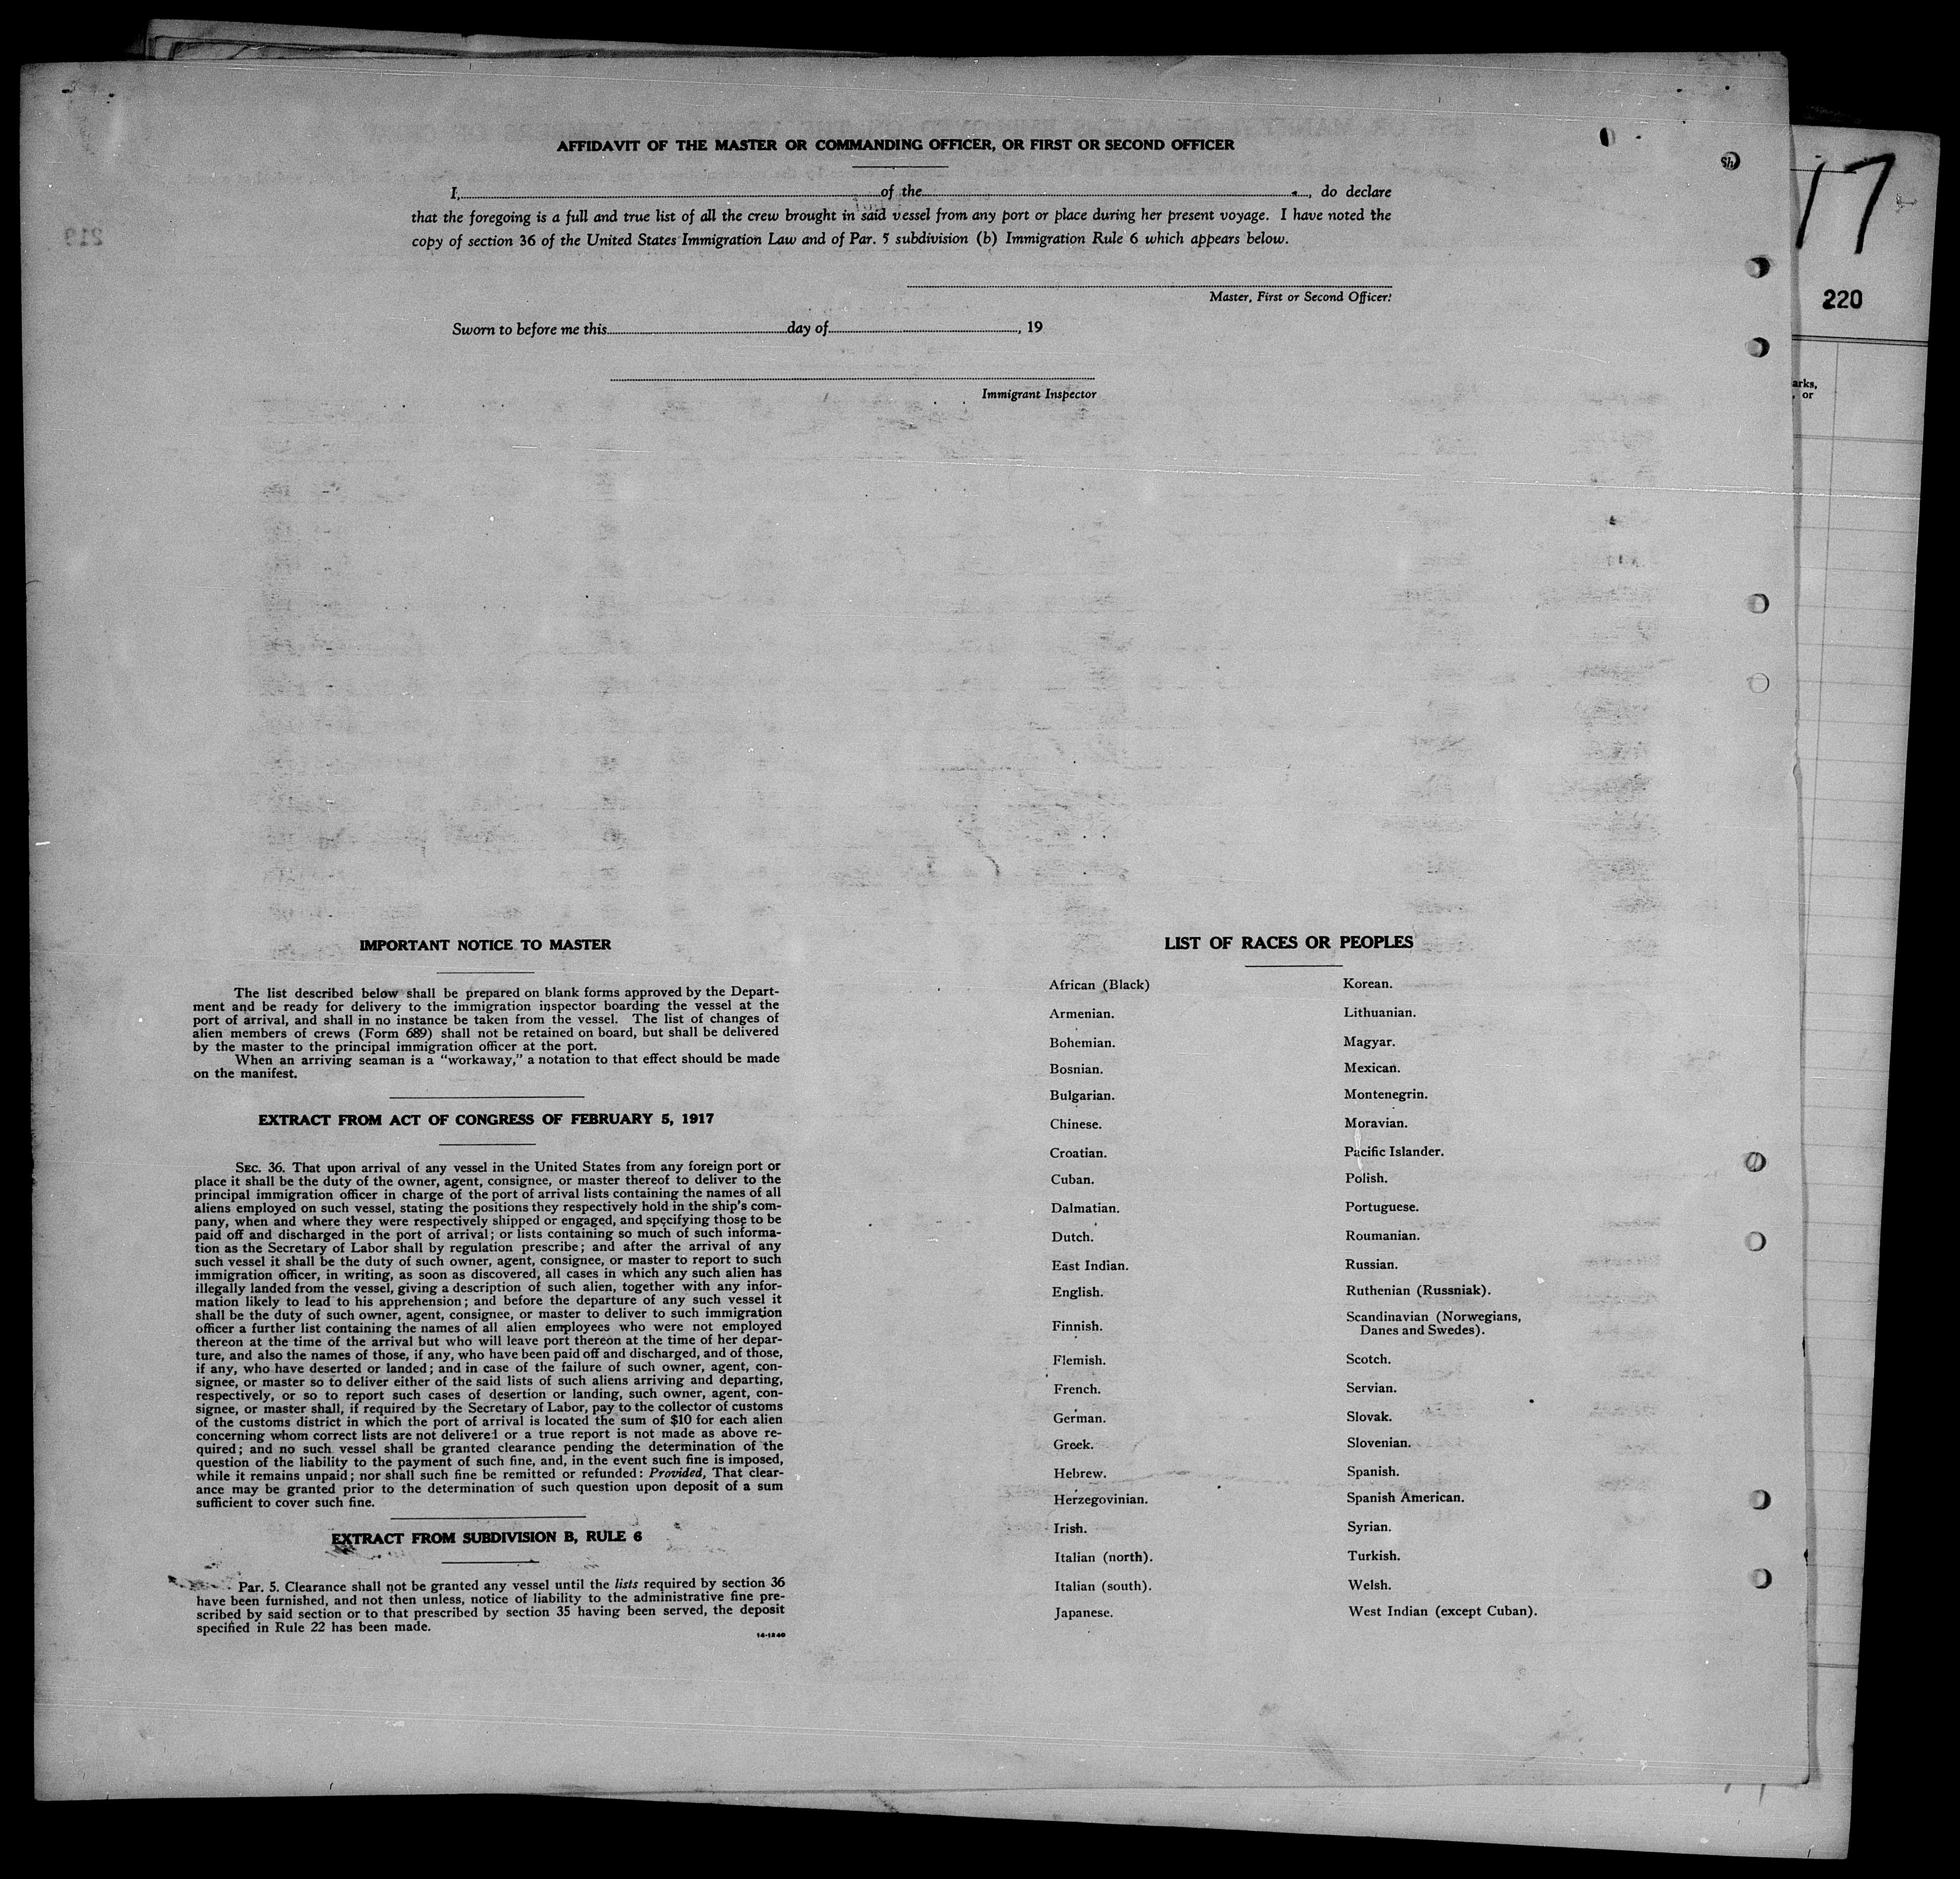 AFFIDAVIT OF THE MASTER OR COMMANDING OFFICER, OR FIRST OR SECOND OFFICER
I, of the , do declare
that the foregoing is a full and true list of all the crew brought in said vessel from any port or place during her present voyage. I have noted the
copy of section 36 of the United States Immigration Law and of Par. 5 subdivision (b) Immigration Rule 6 which appears below.
Master, First or Second Officer.
Sworn to before me this day of , 19
Immigrant Inspector
17
220
arks,
, or
219
IMPORTANT NOTICE TO MASTER
The list described below shall be prepared on blank forms approved by the Depart-
ment and be ready for delivery to the immigration inspector boarding the vessel at the
port of arrival, and shall in no instance be taken from the vessel. The list of changes of
alien members of crews (Form 689) shall not be retained on board, but shall be delivered
by the master to the principal immigration officer at the port.
When an arriving seaman is a "workaway," a notation to that effect should be made
on the manifest.
EXTRACT FROM ACT OF CONGRESS OF FEBRUARY 5, 1917
SEC. 36. That upon arrival of any vessel in the United States from any foreign port or
place it shall be the duty of the owner, agent, consignee, or master thereof to deliver to the
principal immigration officer in charge of the port of arrival lists containing the names of all
aliens employed on such vessel, stating the positions they respectively hold in the ship's com-
pany, when and where they were respectively shipped or engaged, and specifying those to be
paid off and discharged in the port of arrival; or lists containing so much of such informa-
tion as the Secretary of Labor shall by regulation prescribe; and after the arrival of any
such vessel it shall be the duty of such owner, agent, consignee, or master to report to such
immigration officer, in writing, as soon as discovered, all cases in which any such alien has
illegally landed from the vessel, giving a description of such alien, together with any infor-
mation likely to lead to his apprehension; and before the departure of any such vessel it
shall be the duty of such owner, agent, consignee, or master to deliver to such immigration
officer a further list containing the names of all alien employees who were not employed
thereon at the time of the arrival but who will leave port thereon at the time of her depar-
ture, and also the names of those, if any, who have been paid off and discharged, and of those,
if any, who have deserted or landed; and in case of the failure of such owner, agent, con-
signee, or master so to deliver either of the said lists of such aliens arriving and departing,
respectively, or so to report such cases of desertion or landing, such owner, agent, con-
signee, or master shall, if required by the Secretary of Labor, pay to the collector of customs
of the customs district in which the port of arrival is located the sum of $10 for each alien
concerning whom correct lists are not delivered or a true report is not made as above re-
quired; and no such vessel shall be granted clearance pending the determination of the
question of the liability to the payment of such fine, and, in the event such fine is imposed,
while it remains unpaid; nor shall such fine be remitted or refunded: Provided, That clear-
ance may be granted prior to the determination of such question upon deposit of a sum
sufficient to cover such fine.
EXTRACT FROM SUBDIVISION B, RULE 6
Par. 5. Clearance shall not be granted any vessel until the lists required by section 36
have been furnished, and not then unless, notice of liability to the administrative fine pre-
scribed by said section or to that prescribed by section 35 having been served, the deposit
specified in Rule 22 has been made.
14-1240
LIST OF RACES OR PEOPLES
African (Black)
Armenian.
Bohemian.
Bosnian.
Bulgarian.
Chinese.
Croatian.
Cuban.
Dalmatian.
Dutch.
East Indian.
English.
Finnish.
Flemish.
French.
German.
Greek.
Hebrew.
Herzegovinian.
Irish.
Italian (north).
Italian (south).
Japanese.
Korean.
Lithuanian.
Magyar.
Mexican.
Montenegrin.
Moravian.
Pacific Islander.
Polish.
Portuguese.
Roumanian.
Russian.
Ruthenian (Russniak).
Scandinavian (Norwegians,
Danes and Swedes).
Scotch.
Servian.
Slovak.
Slovenian.
Spanish.
Spanish American.
Syrian.
Turkish.
Welsh.
West Indian (except Cuban).